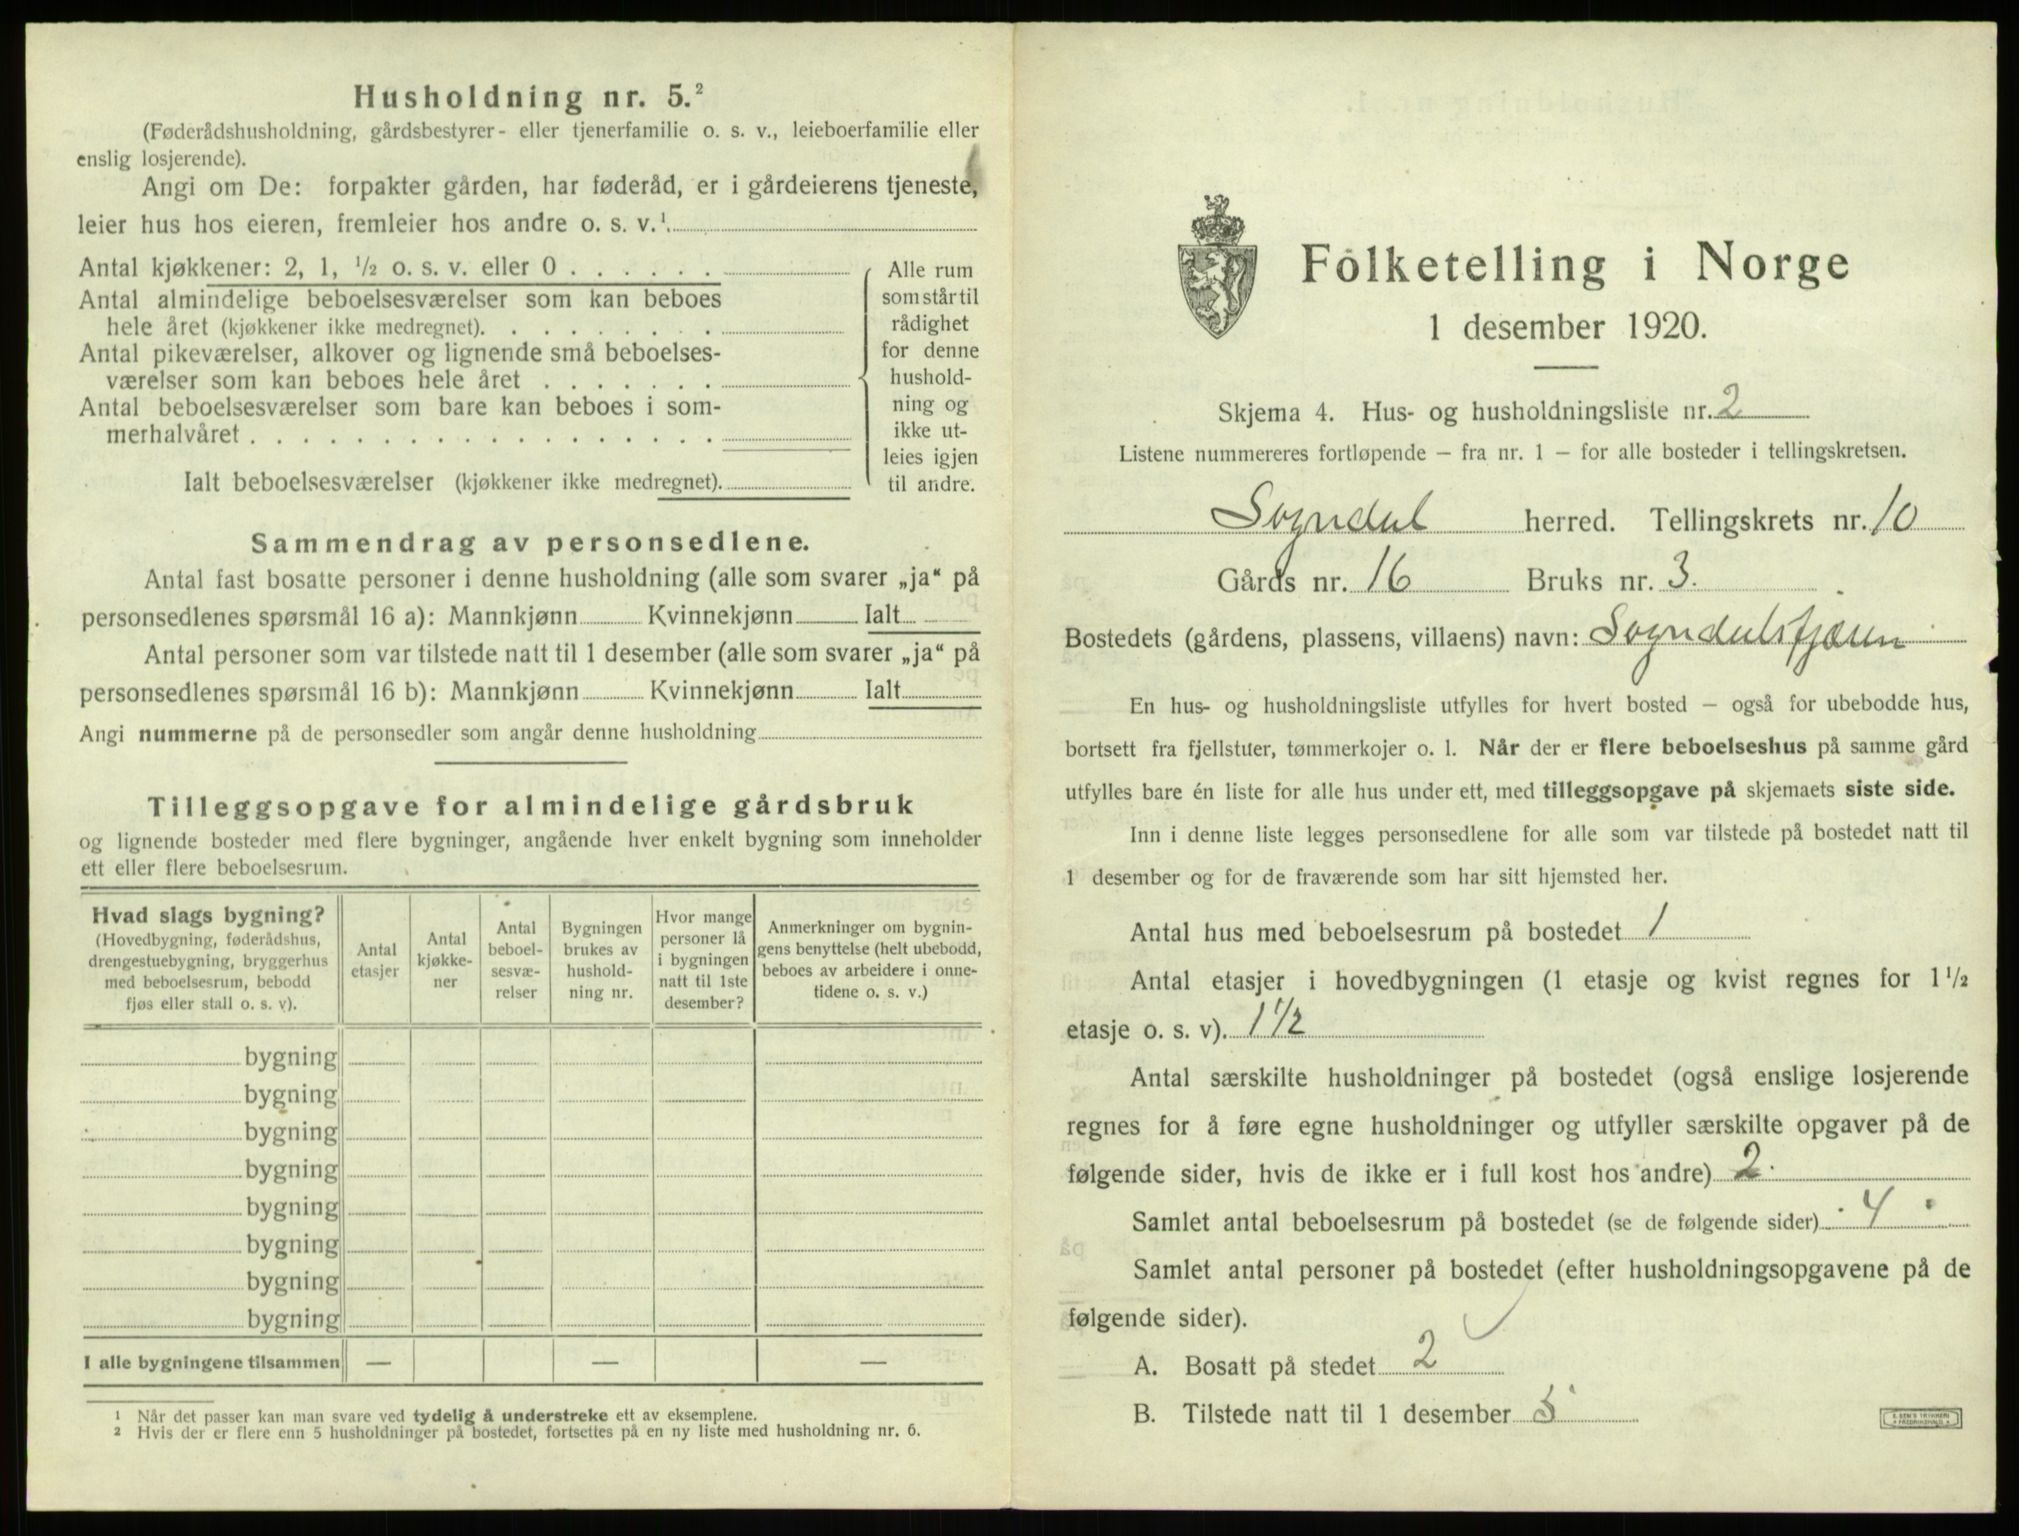 Husholdning nr. 5.²
(Føderådshusholdning, gårdsbestyrer- eller tjenerfamilie o. s. v., leieboerfamilie eller
enslig losjerende).
Angi om De: forpakter gården, har føderåd, er i gårdeierens tjeneste,
leier hus hos eieren, fremleier hos andre o. s. v.¹.
Antal kjøkkener: 2, 1, ½ o. s. v. eller 0 . . . . . .
Antal almindelige beboelsesværelser som kan beboes
hele året (kjøkkener ikke medregnet). . . . . . . . .
Antal pikeværelser, alkover og lignende små beboelses-
værelser som kan beboes hele året . . . . . . .
Antal beboelsesværelser som bare kan beboes i som-
merhalvåret . . . . . . . . . . . . . . . . . .
Ialt beboelsesværelser (kjøkkener ikke medregnet).
Alle rum
som står til
rådighet
for denne
hushold-
ning og
ikke ut-
leies igjen
til andre.
Sammendrag av personsedlene.
Antal fast bosatte personer i denne husholdning (alle som svarer „ja“ på
personsedlenes spørsmål 16 a): Mannkjønn Kvinnekjønn Ialt
Antal personer som var tilstede natt til 1 desember (alle som svarer „ja“ på
personsedlenes spørsmål 16 b): Mannkjønn Kvinnekjønn Ialt
Angi nummerne på de personsedler som angår denne husholdning
Tilleggsopgave for almindelige gårdsbruk
og lignende bosteder med flere bygninger, angående hver enkelt bygning som inneholder
ett eller flere beboelsesrum.
Hvad slags bygning?
(Hovedbygning, føderådshus,
drengestuebygning, bryggerhus
med beboelsesrum, bebodd
fjøs eller stall o. s. v).
Antal
etasjer
Antal
kjøkke-
ner
Antal
beboel-
sesvæ-
relser
Bygningen
brukes av
hushold-
ning nr.
Hvor mange
personer lå
i bygningen
natt til 1ste
desember?
Anmerkninger om bygnin-
gens benyttelse (helt ubebodd,
beboes av arbeidere i onne-
tidene o. s. v.)
bygning
bygning
bygning
bygning
bygning
bygning
bygning
bygning
I alle bygningene tilsammen — — —
¹ Når det passer kan man svare ved tydelig å understreke ett av eksemplene.
² Hvis der er flere enn 5 husholdninger på bostedet, fortsettes på en ny liste med husholdning nr. 6.
Folketelling i Norge
1 desember 1920.
Skjema 4. Hus- og husholdningsliste nr. 2
Listene nummereres fortløpende – fra nr. 1 – for alle bosteder i tellingskretsen.
Sogndal herred. Tellingskrets nr. 10
Gårds nr. 16 Bruks nr. 3.
Bostedets (gårdens, plassens, villaens) navn: Sogndalsfjæren
En hus- og husholdningsliste utfylles for hvert bosted – også for ubebodde hus,
bortsett fra fjellstuer, tømmerkojer o. l. Når der er flere beboelseshus på samme gård
utfylles bare én liste for alle hus under ett, med tilleggsopgave på skjemaets siste side.
Inn i denne liste legges personsedlene for alle som var tilstede på bostedet natt til
1 desember og for de fraværende som har sitt hjemsted her.
Antal hus med beboelsesrum på bostedet 1
Antal etasjer i hovedbygningen (1 etasje og kvist regnes for 1½
etasje o. s. v). 1½
Antal særskilte husholdninger på bostedet (også enslige losjerende
regnes for å føre egne husholdninger og utfyller særskilte opgaver på de
følgende sider, hvis de ikke er i full kost hos andre) 2.
Samlet antal beboelsesrum på bostedet (se de følgende sider) 4
Samlet antal personer på bostedet (efter husholdningsopgavene på de
følgende sider).
A. Bosatt på stedet 2
B. Tilstede natt til 1 desember 3